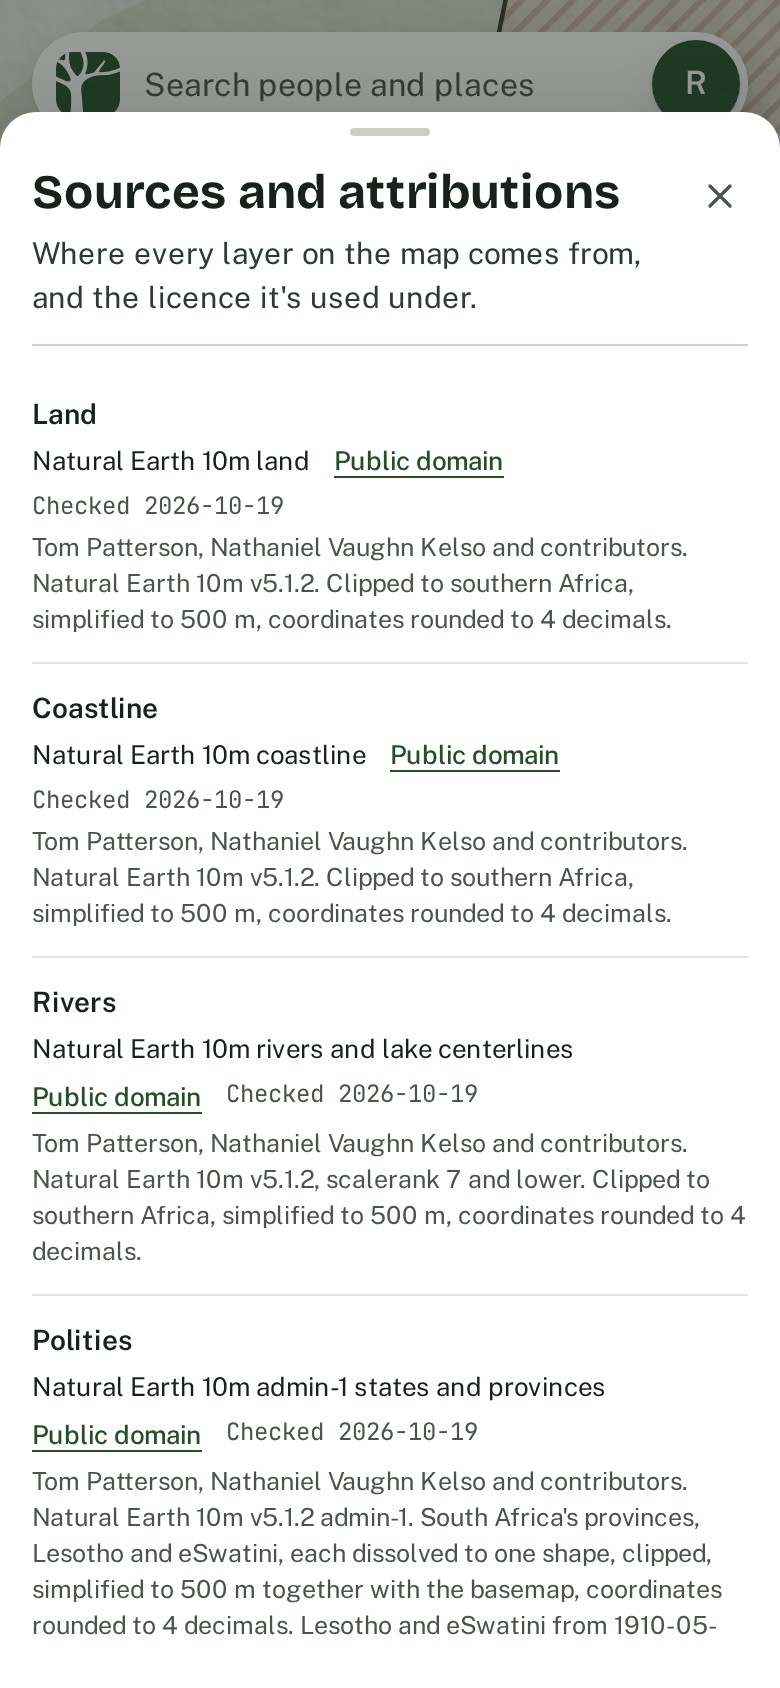 Search people and places
R
Sources and attributions
Where every layer on the map comes from,
and the licence it's used under.
Land
Natural Earth 10m land Public domain
Checked 2026-10-19
Tom Patterson, Nathaniel Vaughn Kelso and contributors.
Natural Earth 10m v5.1.2. Clipped to southern Africa,
simplified to 500 m, coordinates rounded to 4 decimals.
Coastline
Natural Earth 10m coastline Public domain
Checked 2026-10-19
Tom Patterson, Nathaniel Vaughn Kelso and contributors.
Natural Earth 10m v5.1.2. Clipped to southern Africa,
simplified to 500 m, coordinates rounded to 4 decimals.
Rivers
Natural Earth 10m rivers and lake centerlines
Public domain Checked 2026-10-19
Tom Patterson, Nathaniel Vaughn Kelso and contributors.
Natural Earth 10m v5.1.2, scalerank 7 and lower. Clipped to
southern Africa, simplified to 500 m, coordinates rounded to 4
decimals.
Polities
Natural Earth 10m admin-1 states and provinces
Public domain Checked 2026-10-19
Tom Patterson, Nathaniel Vaughn Kelso and contributors.
Natural Earth 10m v5.1.2 admin-1. South Africa's provinces,
Lesotho and eSwatini, each dissolved to one shape, clipped,
simplified to 500 m together with the basemap, coordinates
rounded to 4 decimals. Lesotho and eSwatini from 1910-05-